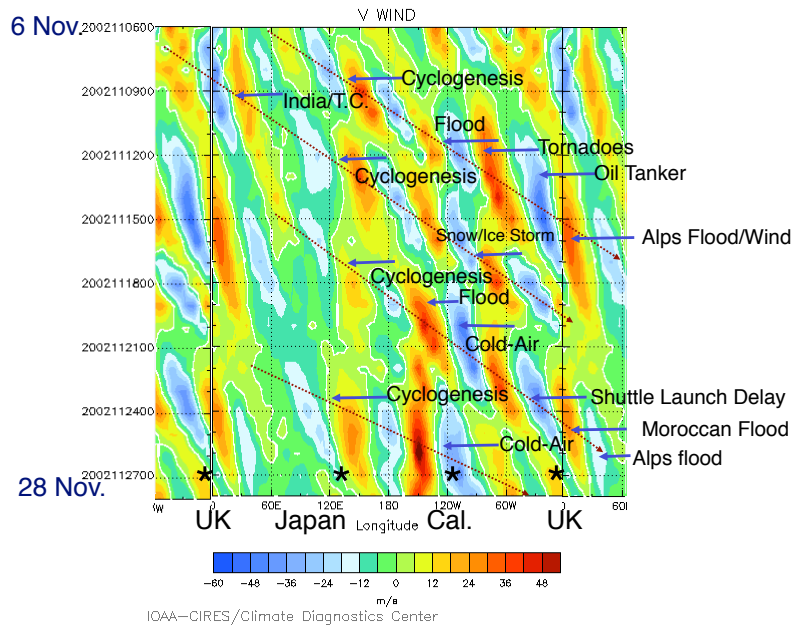 V WIND
6 Nov.
2002110600
Cyclogenesis
2002110900
India/T.C.
Flood
Tornadoes
2002111200
Cyclogenesis
Oil Tanker
2002111500
Snow/Ice Storm
Alps Flood/Wind
Cyclogenesis
2002111800
Flood
2002112100
Cold-Air
Cyclogenesis
Shuttle Launch Delay
2002112400
Moroccan Flood
Cold-Air
Alps flood
2002112700
* * * *
28 Nov.
W 0 60E 120E 180 120W 60W 0 60E
UK Japan Longitude Cal. UK
-60 -48 -36 -24 -12 0 12 24 36 48
m/s
IOAA-CIRES/Climate Diagnostics Center